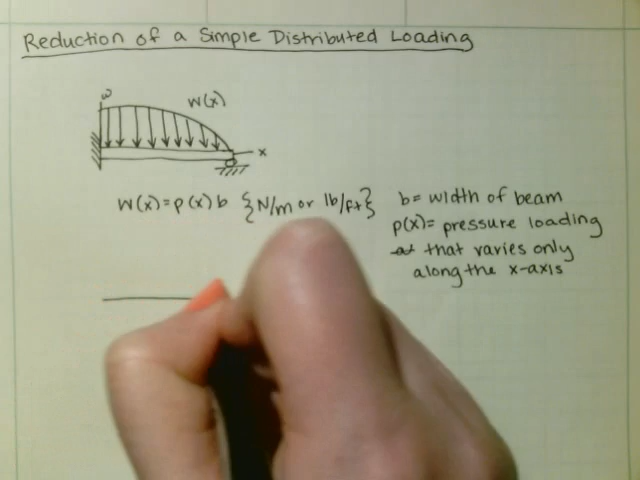 Reduction of a Simple Distributed Loading
w
W(x)
x
W(x)=p(x)b {N/m or lb/ft}
b= width of beam
p(x)= pressure loading
that varies only
along the x-axis